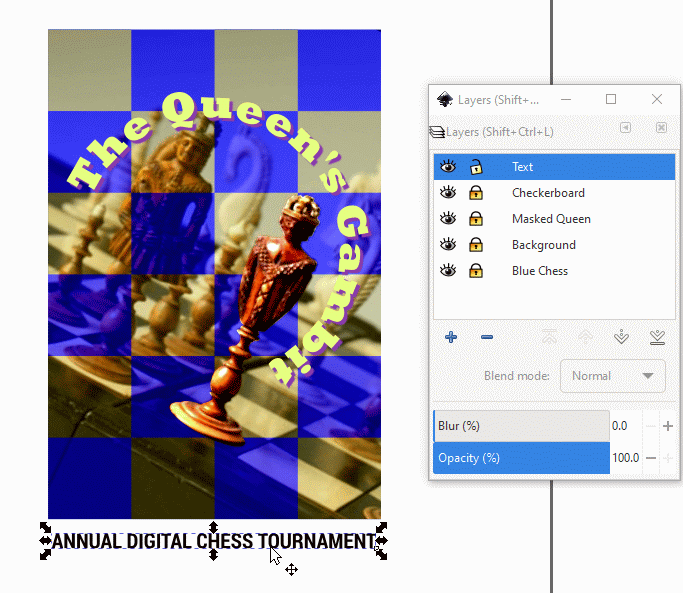 The Queen's Gambit
ANNUAL DIGITAL CHESS TOURNAMENT
Layers (Shift+...
Layers (Shift+Ctrl+L)
Text
Checkerboard
Masked Queen
Background
Blue Chess
Blend mode: Normal
Blur (%) 0.0
Opacity (%) 100.0